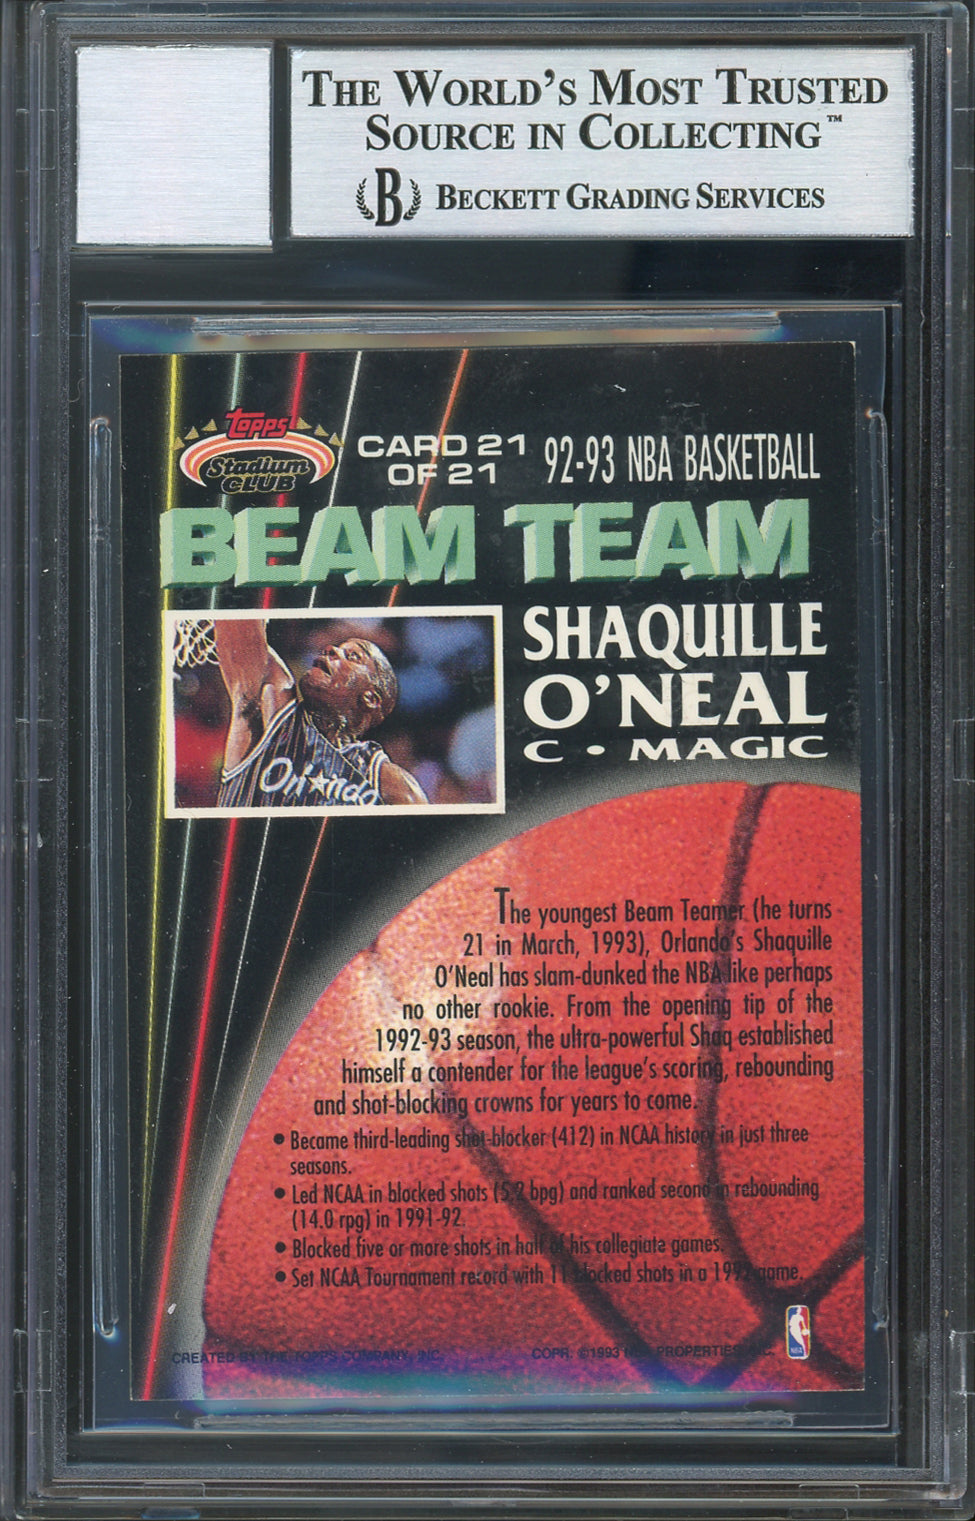 THE WORLD'S MOST TRUSTED
SOURCE IN COLLECTING™
B BECKETT GRADING SERVICES
TOPPS
Stadium
CLUB
CARD 21
OF 21
92-93 NBA BASKETBALL
BEAM TEAM
SHAQUILLE
O'NEAL
C • MAGIC
Orlando
The youngest Beam Teamer (he turns
21 in March, 1993), Orlando's Shaquille
O'Neal has slam-dunked the NBA like perhaps
no other rookie. From the opening tip of the
1992-93 season, the ultra-powerful Shaq established
himself a contender for the league's scoring, rebounding
and shot-blocking crowns for years to come.
• Became third-leading shot-blocker (412) in NCAA history in just three
seasons.
• Led NCAA in blocked shots (5.2 bpg) and ranked second in rebounding
(14.0 rpg) in 1991-92.
• Blocked five or more shots in half of his collegiate games.
• Set NCAA Tournament record with 11 blocked shots in a 1992 game.
CREATED BY THE TOPPS COMPANY, INC.
COPR. ©1993 NBA PROPERTIES, INC.
NBA